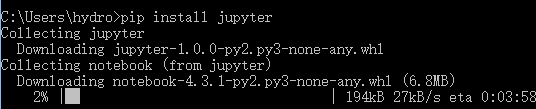 C:\Users\hydro>pip install jupyter
Collecting jupyter
  Downloading jupyter-1.0.0-py2.py3-none-any.whl
Collecting notebook (from jupyter)
  Downloading notebook-4.3.1-py2.py3-none-any.whl (6.8MB)
    2% |█                               | 194kB 27kB/s eta 0:03:58